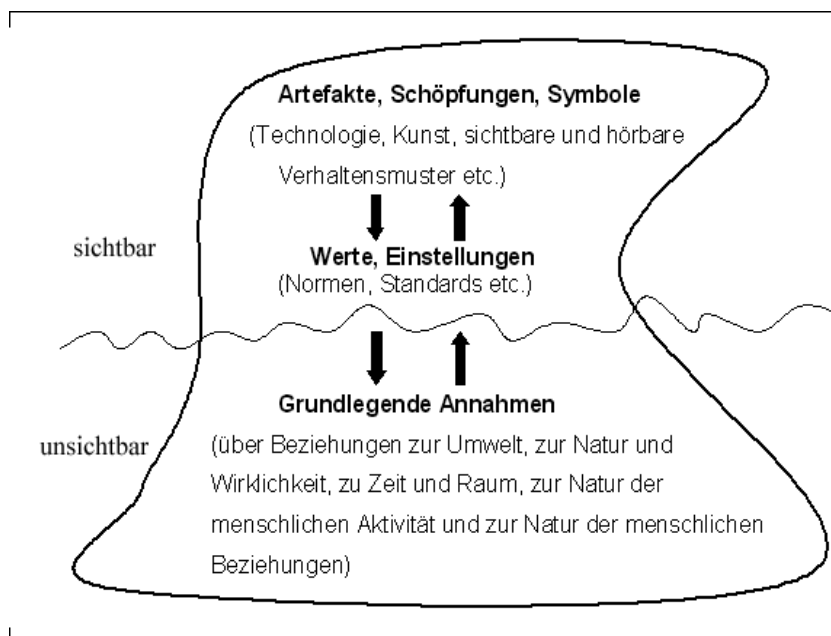 Artefakte, Schöpfungen, Symbole
(Technologie, Kunst, sichtbare und hörbare
Verhaltensmuster etc.)
sichtbar
Werte, Einstellungen
(Normen, Standards etc.)
Grundlegende Annahmen
unsichtbar
(über Beziehungen zur Umwelt, zur Natur und
Wirklichkeit, zu Zeit und Raum, zur Natur der
menschlichen Aktivität und zur Natur der menschlichen
Beziehungen)